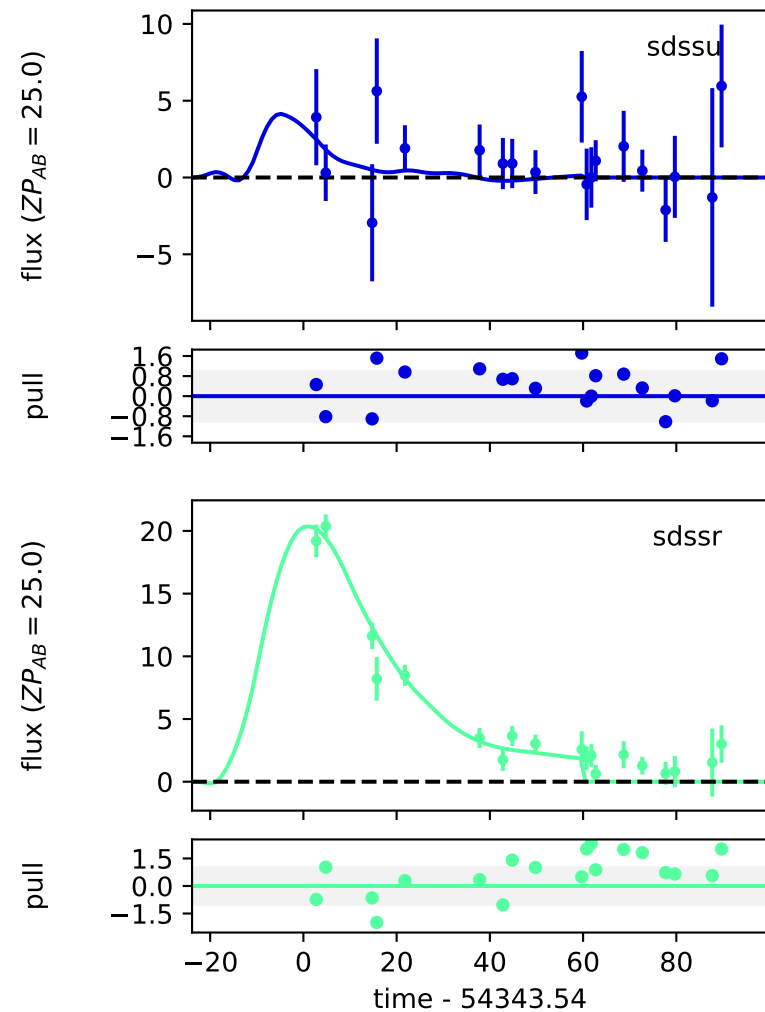 10
5
0
−5
flux (ZP_AB = 25.0)
sdssu
1.6
0.8
0.0
−0.8
−1.6
pull
20
15
10
5
0
flux (ZP_AB = 25.0)
sdssr
1.5
0.0
−1.5
pull
−20 0 20 40 60 80
time - 54343.54